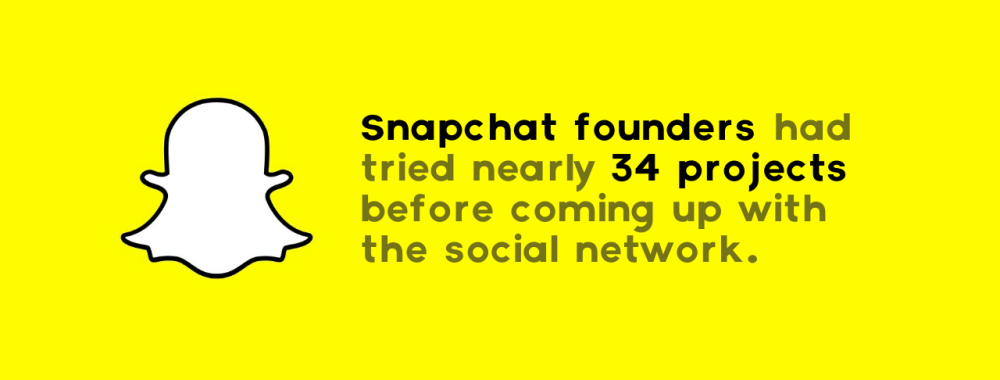 Snapchat founders had
tried nearly 34 projects
before coming up with
the social network.